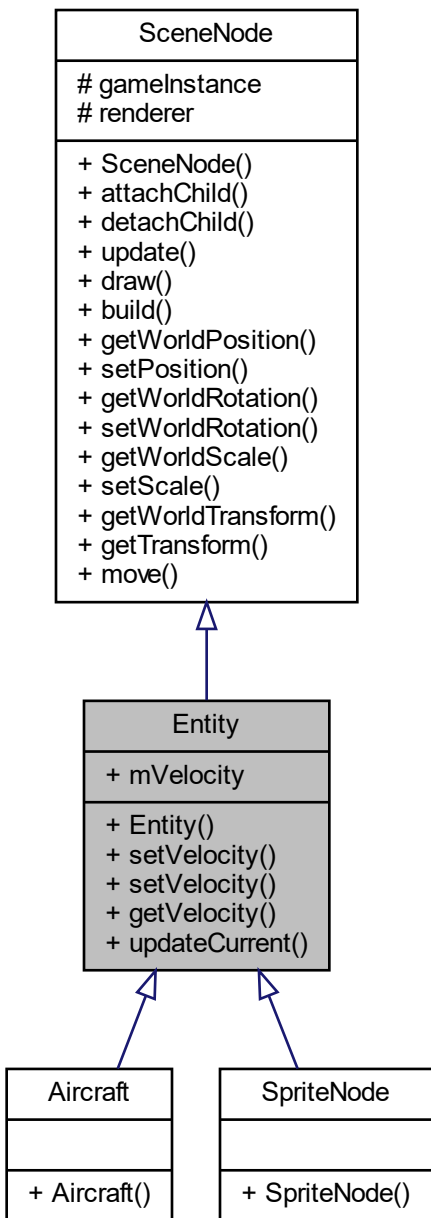 SceneNode
# gameInstance
# renderer
+ SceneNode()
+ attachChild()
+ detachChild()
+ update()
+ draw()
+ build()
+ getWorldPosition()
+ setPosition()
+ getWorldRotation()
+ setWorldRotation()
+ getWorldScale()
+ setScale()
+ getWorldTransform()
+ getTransform()
+ move()
Entity
+ mVelocity
+ Entity()
+ setVelocity()
+ setVelocity()
+ getVelocity()
+ updateCurrent()
Aircraft
+ Aircraft()
SpriteNode
+ SpriteNode()